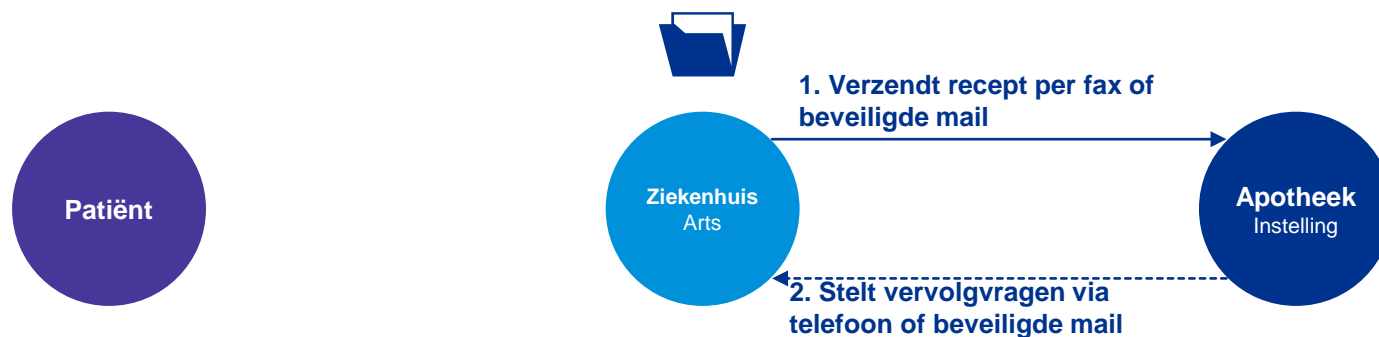 1. Verzendt recept per fax of
beveiligde mail
Patiënt
Ziekenhuis
Arts
Apotheek
Instelling
2. Stelt vervolgvragen via
telefoon of beveiligde mail